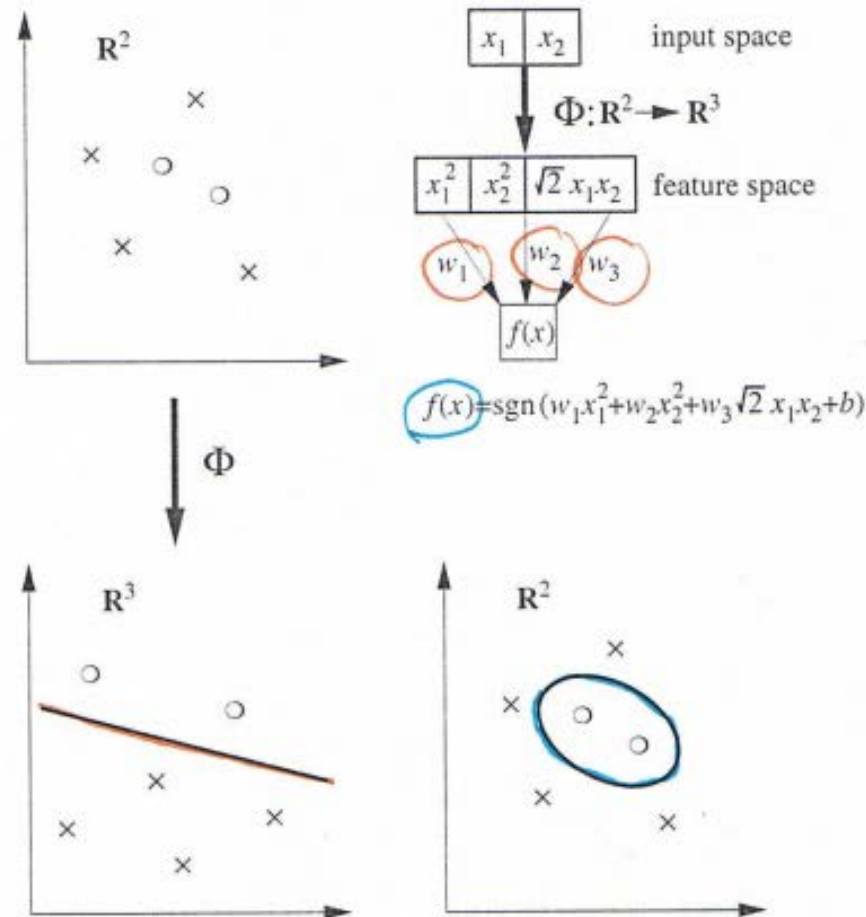 R²
x₁ x₂ input space
Φ: R² → R³
x₁² x₂² √2 x₁x₂ feature space
w₁ w₂ w₃
f(x)
f(x)=sgn (w₁x₁²+w₂x₂²+w₃√2 x₁x₂+b)
Φ
R³
R²